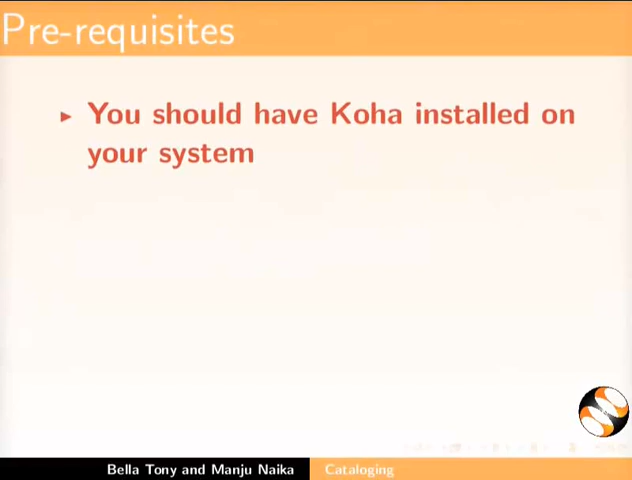 Pre-requisites
You should have Koha installed on
your system
Bella Tony and Manju Naika
Cataloging